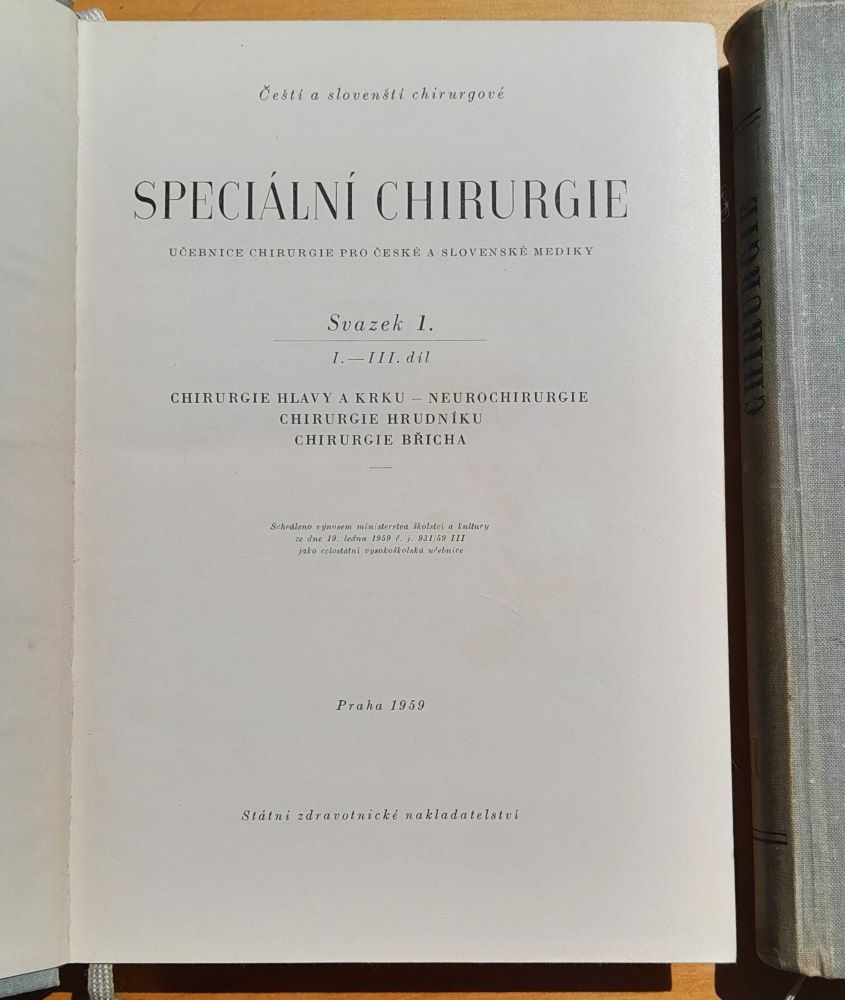 Čeští a slovenští chirurgové
SPECIÁLNÍ CHIRURGIE
UČEBNICE CHIRURGIE PRO ČESKÉ A SLOVENSKÉ MEDIKY
Svazek 1.
I.—III. díl
CHIRURGIE HLAVY A KRKU – NEUROCHIRURGIE
CHIRURGIE HRUDNÍKU
CHIRURGIE BŘICHA
Schváleno výnosem ministerstva školství a kultury
ze dne 19. ledna 1959 č. j. 931/59 III
jako celostátní vysokoškolská učebnice
Praha 1959
Státní zdravotnické nakladatelství
CHIRURGIE